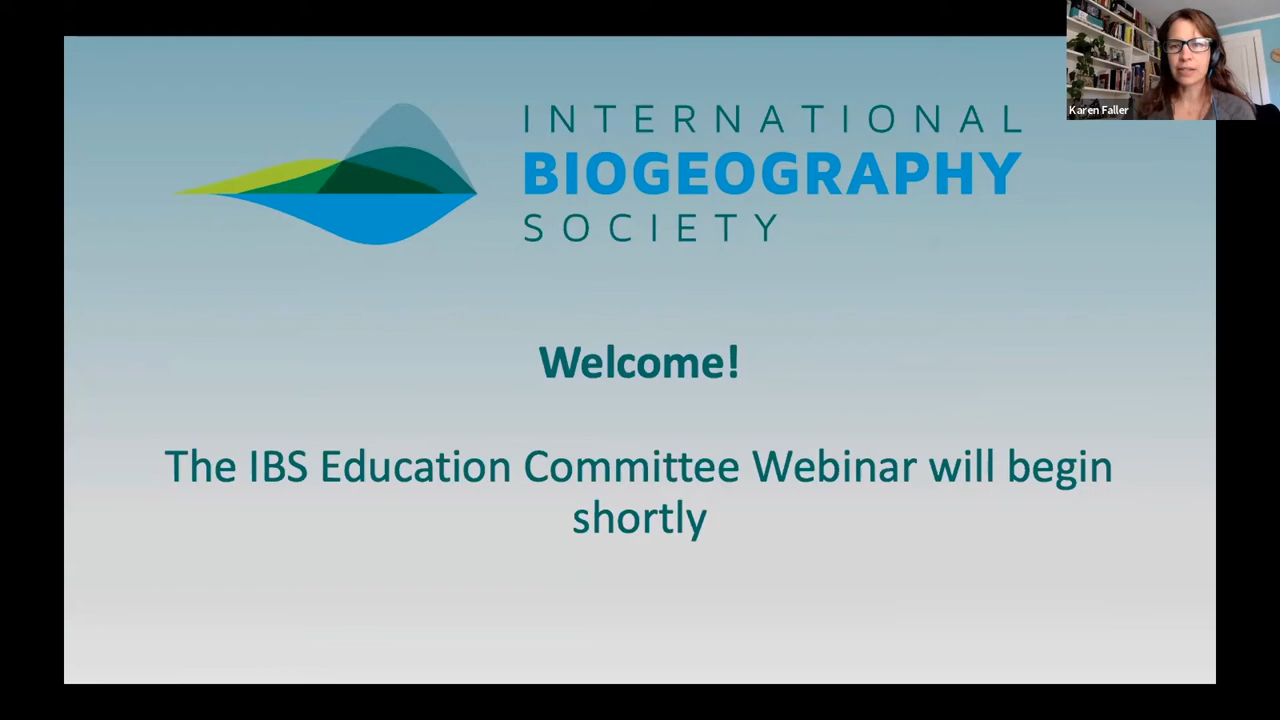 INTERNATIONAL
BIOGEOGRAPHY
SOCIETY
Karen Faller
Welcome!
The IBS Education Committee Webinar will begin
shortly